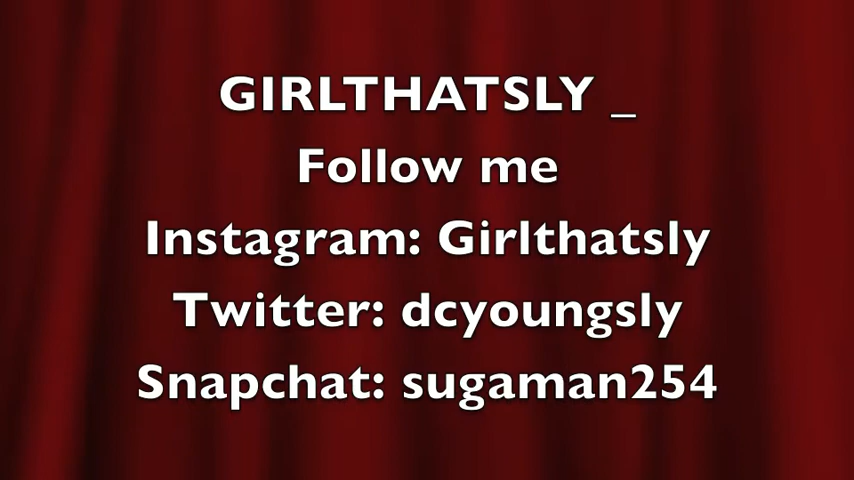 GIRLTHATSLY _
Follow me
Instagram: Girlthatsly
Twitter: dcyoungsly
Snapchat: sugaman254